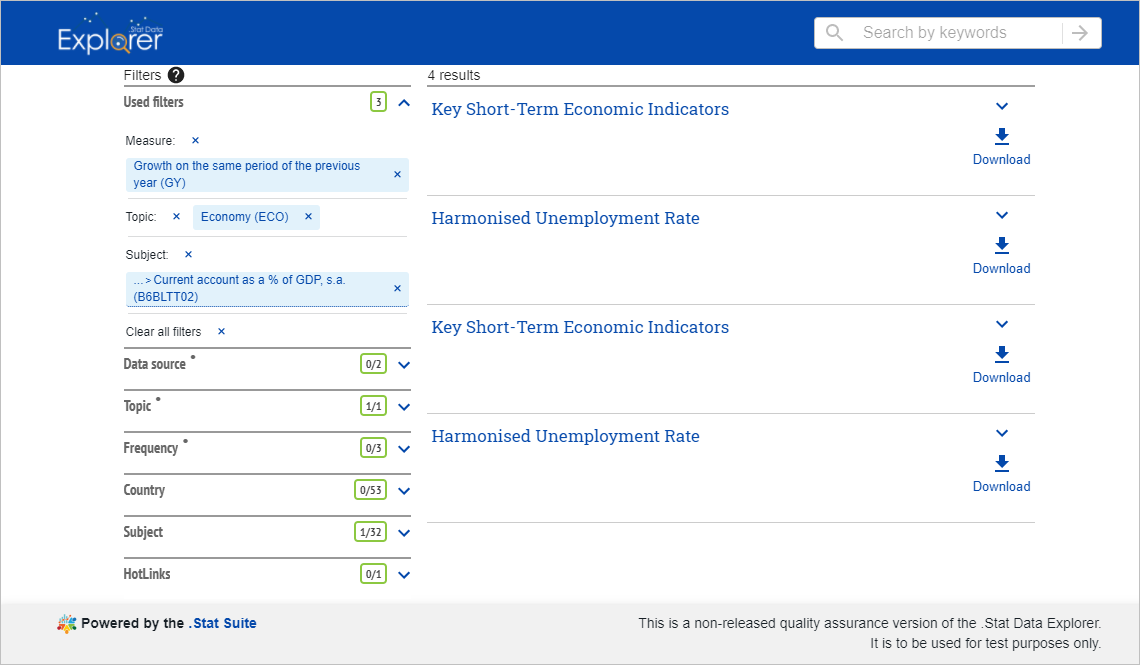 .Stat Data
Explorer
Search by keywords
Filters ?
4 results
Used filters 3
Measure: ×
Growth on the same period of the previous
year (GY) ×
Topic: × Economy (ECO) ×
Subject: ×
... > Current account as a % of GDP, s.a.
(B6BLTT02) ×
Clear all filters ×
Data source • 0/2
Topic • 1/1
Frequency • 0/3
Country 0/53
Subject 1/32
HotLinks 0/1
Key Short-Term Economic Indicators
Download
Harmonised Unemployment Rate
Download
Key Short-Term Economic Indicators
Download
Harmonised Unemployment Rate
Download
Powered by the .Stat Suite
This is a non-released quality assurance version of the .Stat Data Explorer.
It is to be used for test purposes only.